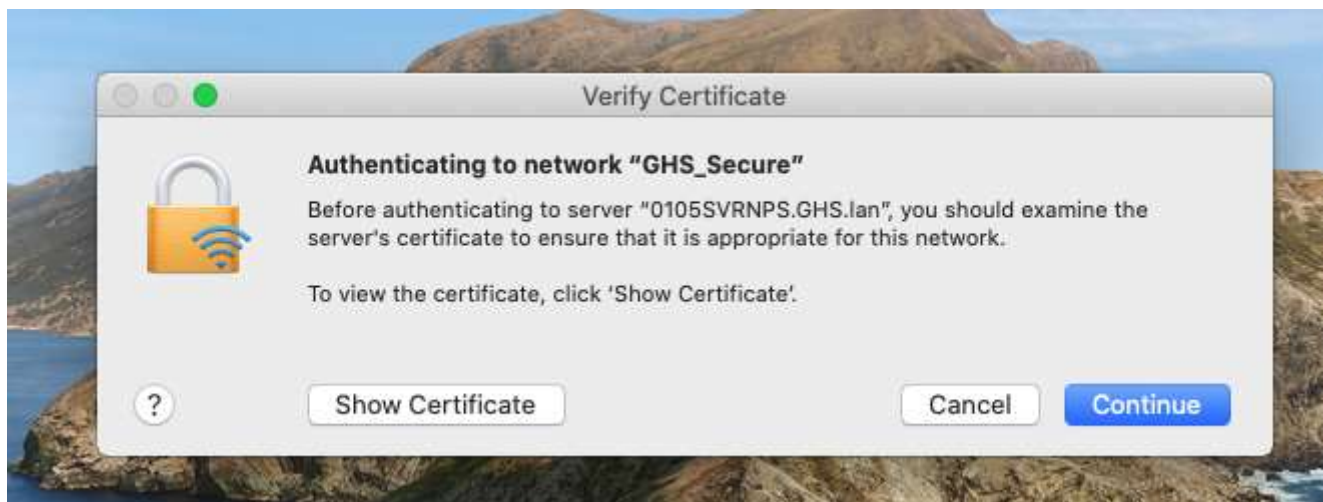 Verify Certificate
Authenticating to network “GHS_Secure”
Before authenticating to server “0105SVRNPS.GHS.lan”, you should examine the
server's certificate to ensure that it is appropriate for this network.
To view the certificate, click ‘Show Certificate’.
?
Show Certificate
Cancel
Continue